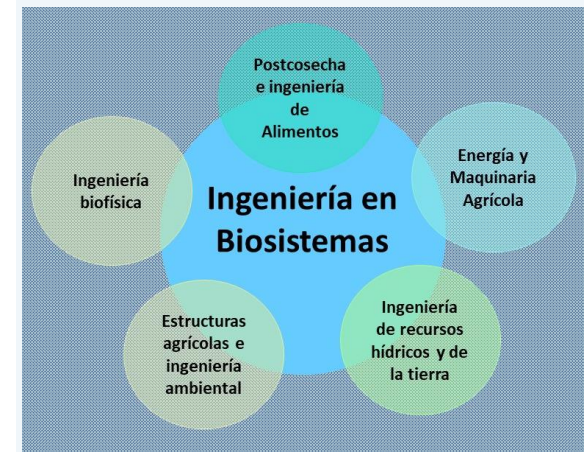 Postcosecha
e ingeniería
de
Alimentos
Energía y
Maquinaria
Agrícola
Ingeniería
biofísica
Ingeniería en
Biosistemas
Ingeniería
de recursos
hídricos y de
la tierra
Estructuras
agrícolas e
ingeniería
ambiental